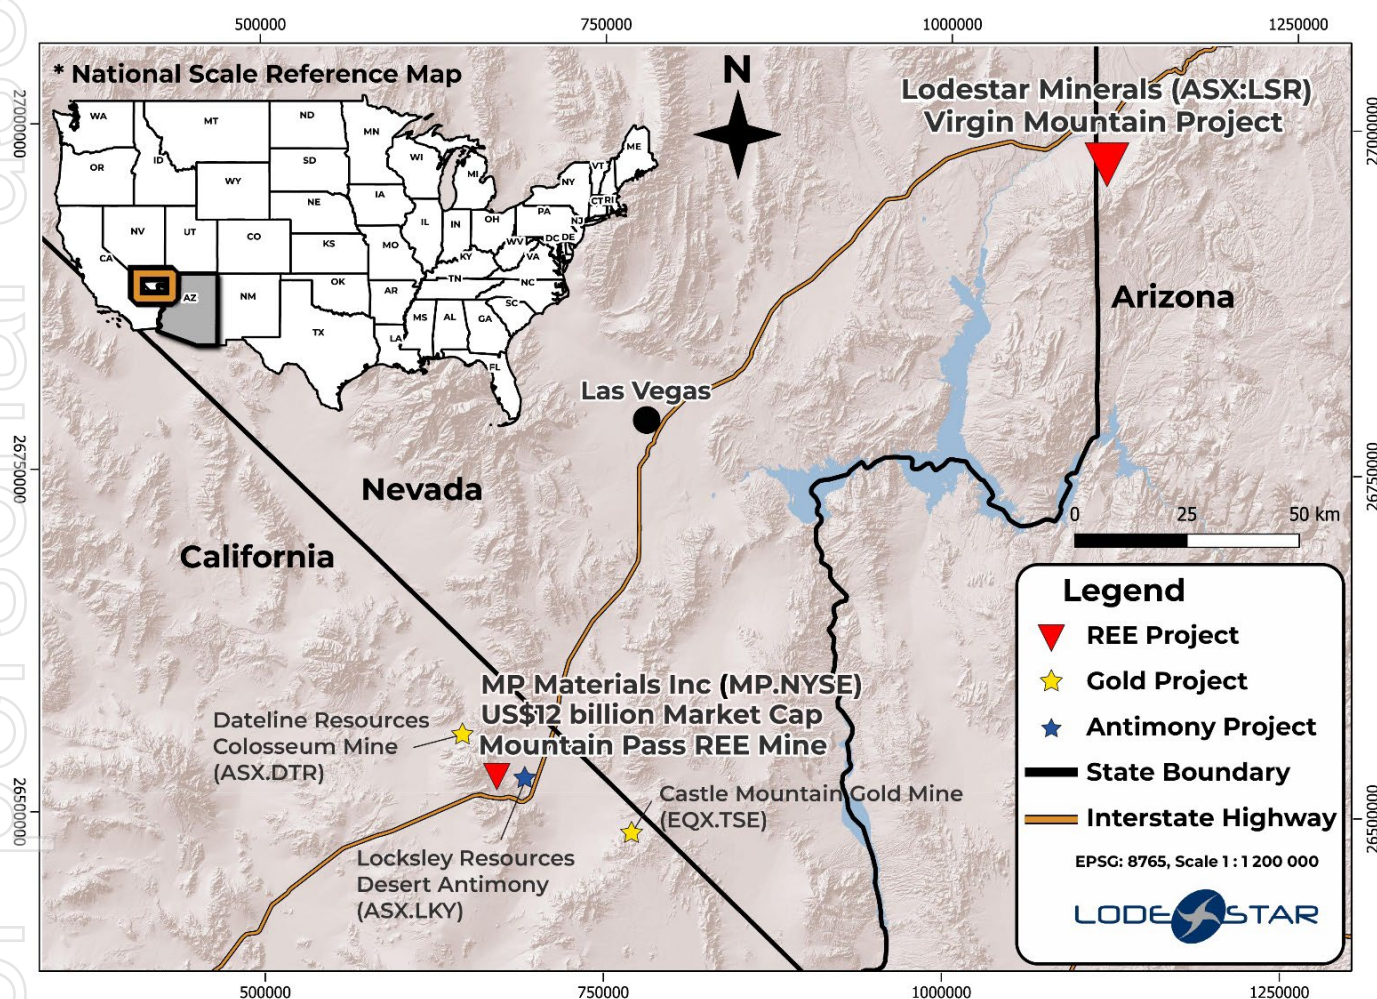 500000
750000
1000000
1250000
* National Scale Reference Map
N
Lodestar Minerals (ASX:LSR)
Virgin Mountain Project
WA
MT
ND
MN
OR
ID
WY
SD
WI
MI
ME
VT
NY
CT RI
NV
UT
CO
NE
IA
IL
IN
OH
PA
NJ
CA
KS
MO
WV
DC DE
KY
VA
AZ
NM
OK
AR
TN
NC
SC
TX
LA
MS
AL
GA
FL
2700000
26750000
26500000
27000000
26750000
26500000
Arizona
Las Vegas
Nevada
California
0 25 50 km
MP Materials Inc (MP.NYSE)
US$12 billion Market Cap
Mountain Pass REE Mine
Dateline Resources
Colosseum Mine
(ASX.DTR)
Castle Mountain Gold Mine
(EQX.TSE)
Locksley Resources
Desert Antimony
(ASX.LKY)
Legend
REE Project
Gold Project
Antimony Project
State Boundary
Interstate Highway
EPSG: 8765, Scale 1 : 1 200 000
LODESTAR
500000
750000
1000000
1250000